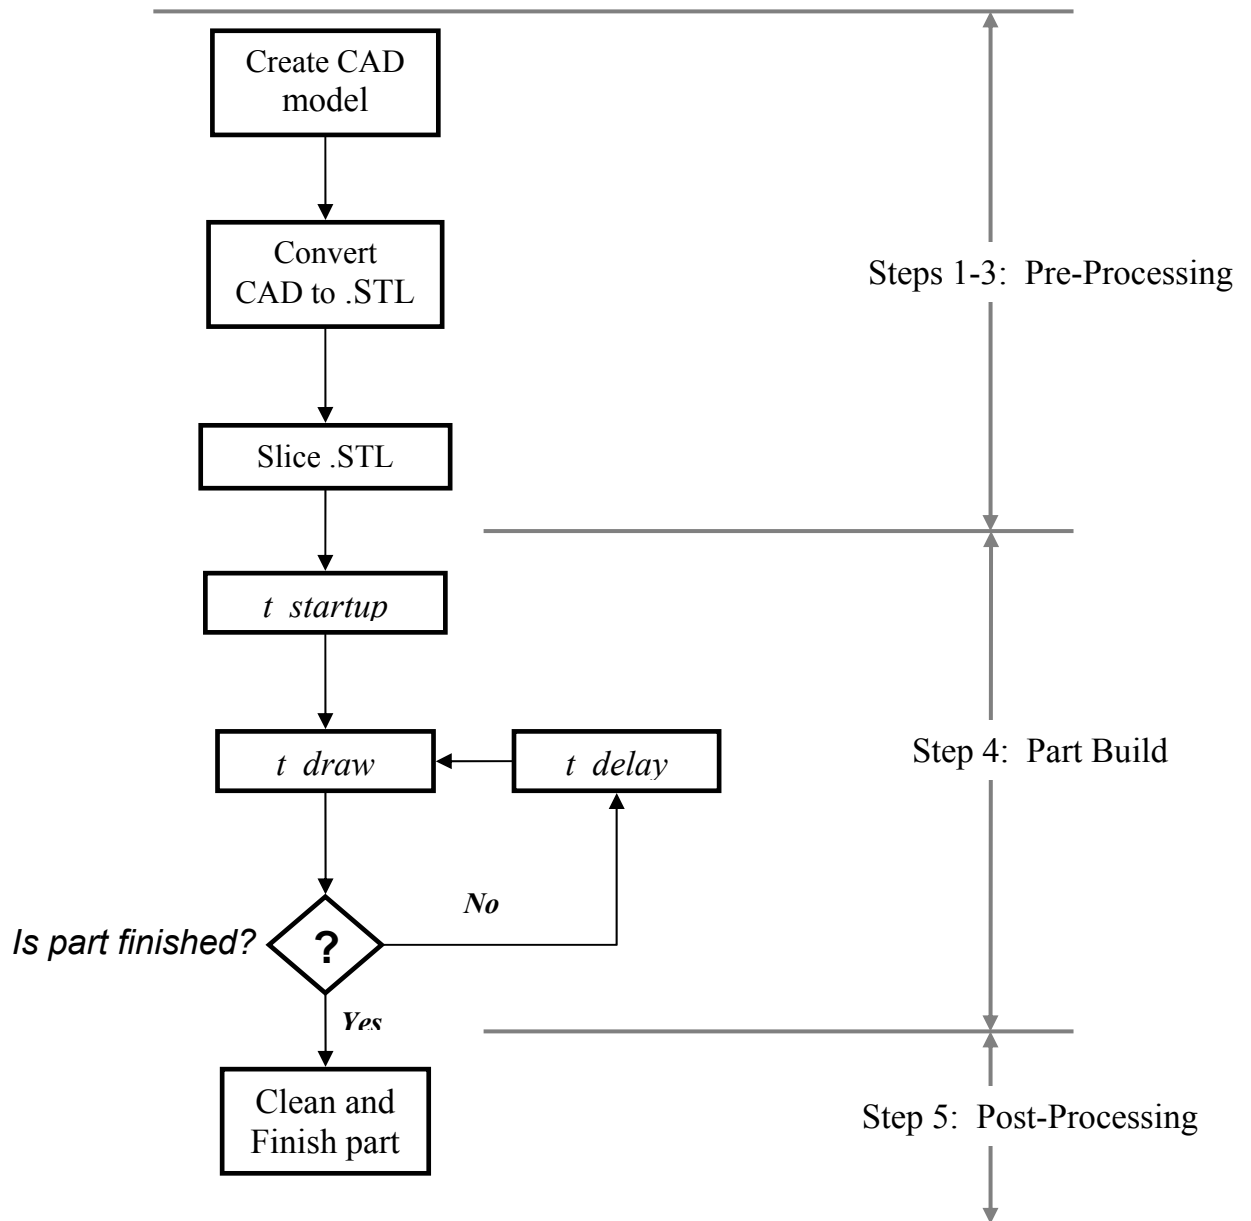 Create CAD
model
Convert
CAD to .STL
Steps 1-3: Pre-Processing
Slice .STL
t startup
t draw
t delay
Step 4: Part Build
No
Is part finished?
?
Yes
Clean and
Finish part
Step 5: Post-Processing